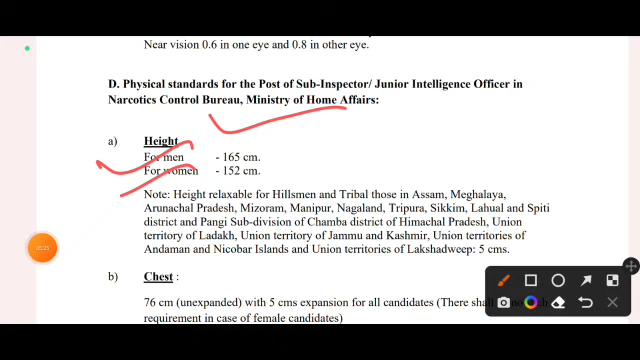 Near vision 0.6 in one eye and 0.8 in other eye.
D. Physical standards for the Post of Sub-Inspector/ Junior Intelligence Officer in
Narcotics Control Bureau, Ministry of Home Affairs:
a) Height
For men - 165 cm.
For women - 152 cm.
Note: Height relaxable for Hillsmen and Tribal those in Assam, Meghalaya,
Arunachal Pradesh, Mizoram, Manipur, Nagaland, Tripura, Sikkim, Lahual and Spiti
district and Pangi Sub-division of Chamba district of Himachal Pradesh, Union
territory of Ladakh, Union territory of Jammu and Kashmir, Union territories of
Andaman and Nicobar Islands and Union territories of Lakshadweep: 5 cms.
b) Chest :
76 cm (unexpanded) with 5 cms expansion for all candidates (There shall
requirement in case of female candidates)